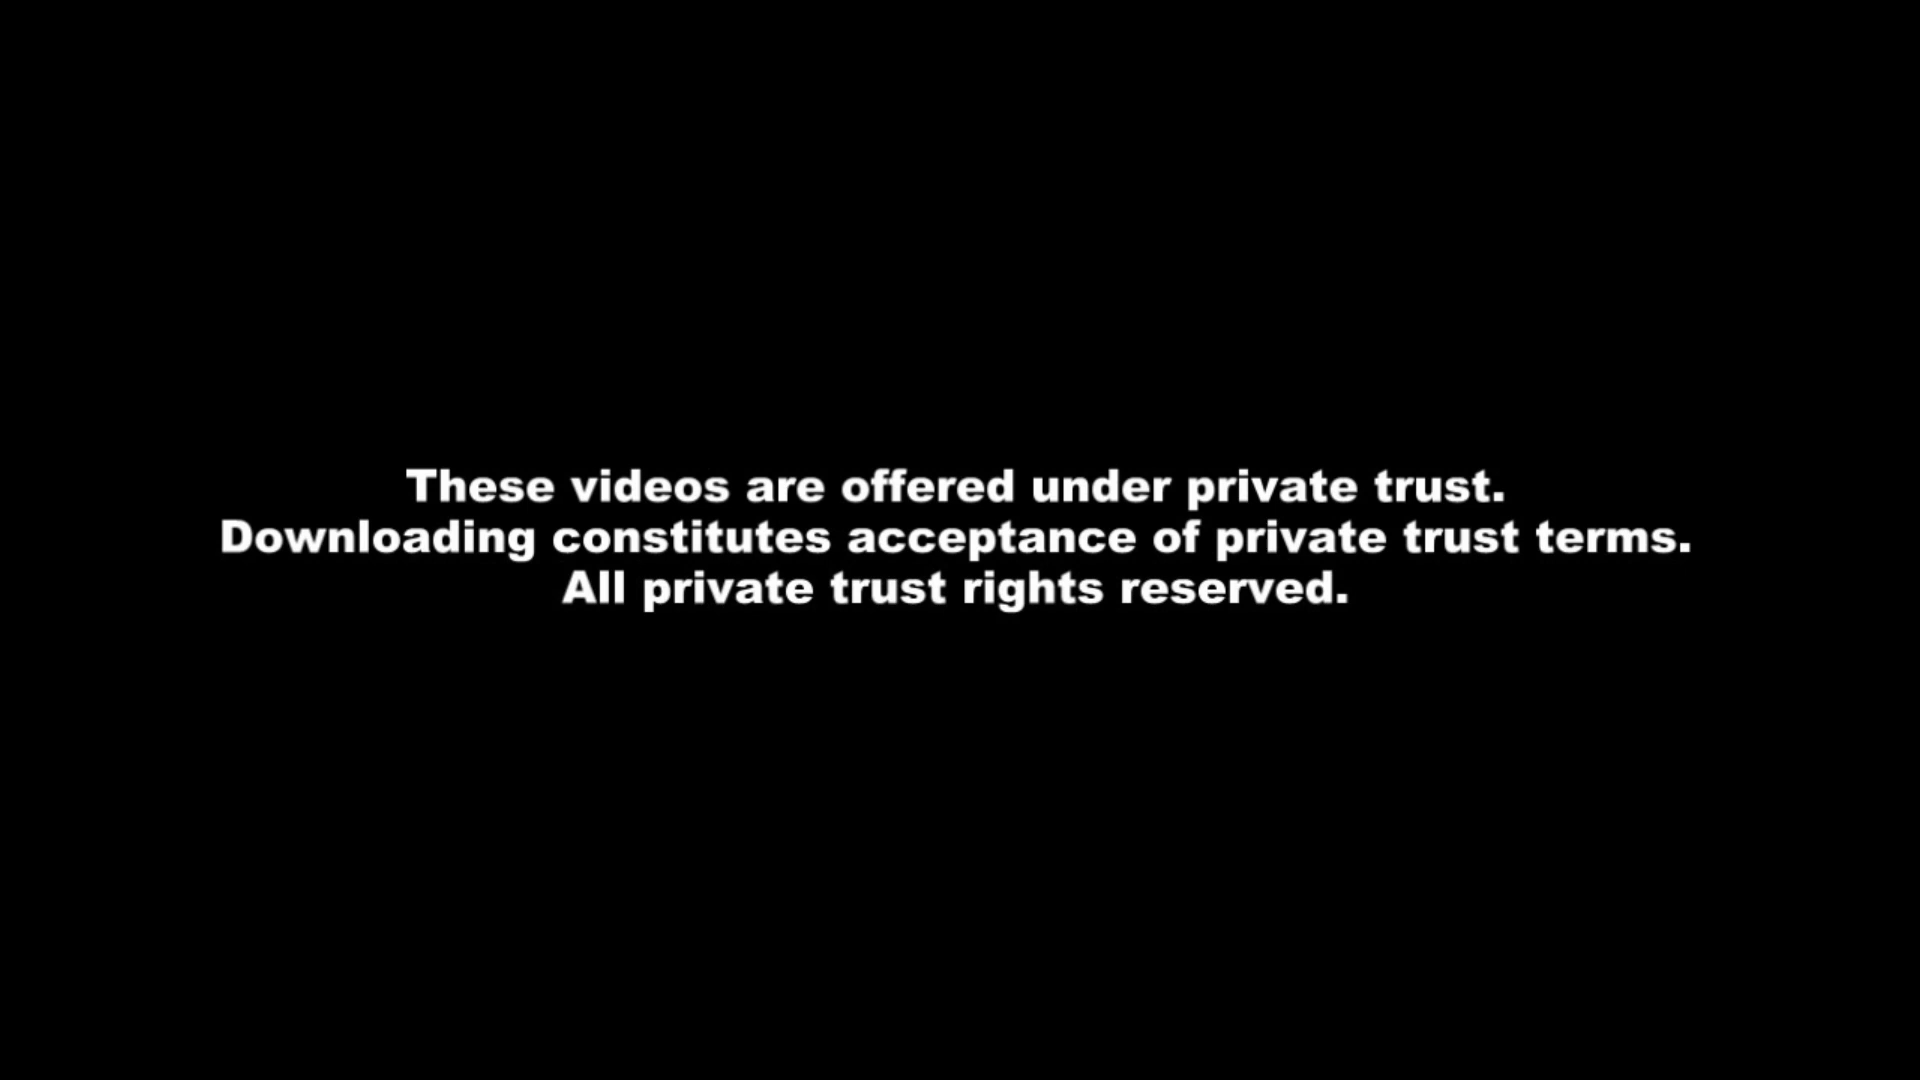 These videos are offered under private trust.
Downloading constitutes acceptance of private trust terms.
All private trust rights reserved.